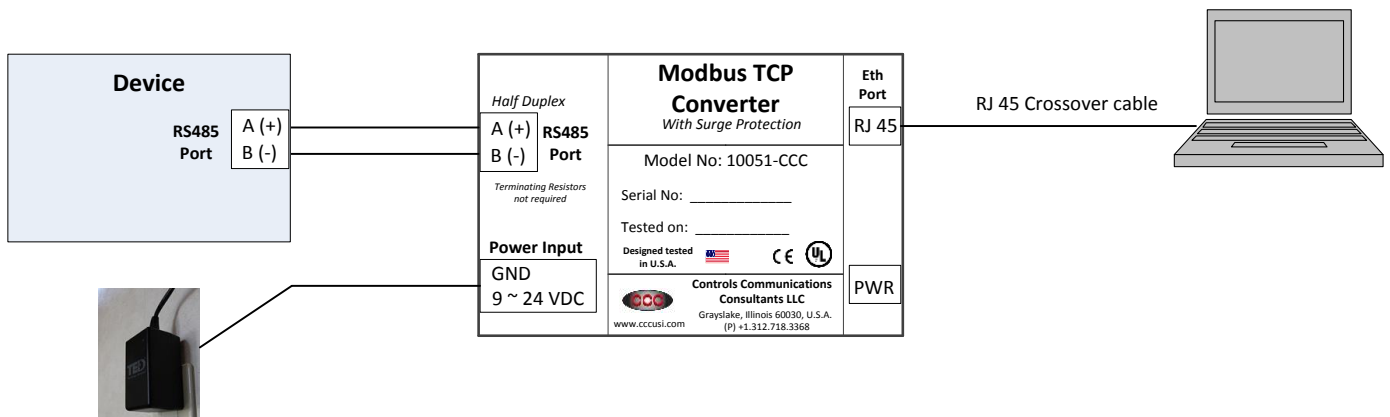 Device
RS485
Port
A (+)
B (-)
Half Duplex
A (+)
B (-)
RS485
Port
Terminating Resistors
not required
Power Input
GND
9 ~ 24 VDC
Modbus TCP
Converter
With Surge Protection
Model No: 10051-CCC
Serial No: _____________
Tested on: ____________
Designed tested
in U.S.A.
CE
UL
CCC
www.cccusi.com
Controls Communications
Consultants LLC
Grayslake, Illinois 60030, U.S.A.
(P) +1.312.718.3368
Eth
Port
RJ 45
PWR
RJ 45 Crossover cable
TED